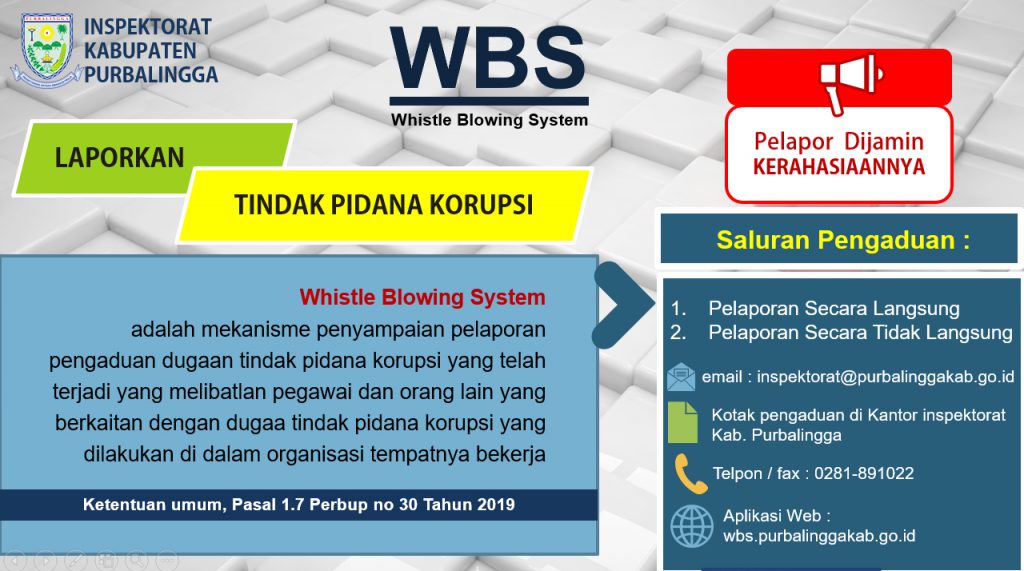 PURBALINGGA
INSPEKTORAT
KABUPATEN
PURBALINGGA
WBS
Whistle Blowing System
Pelapor Dijamin
KERAHASIAANNYA
LAPORKAN
TINDAK PIDANA KORUPSI
Whistle Blowing System
adalah mekanisme penyampaian pelaporan
pengaduan dugaan tindak pidana korupsi yang telah
terjadi yang melibatlan pegawai dan orang lain yang
berkaitan dengan dugaa tindak pidana korupsi yang
dilakukan di dalam organisasi tempatnya bekerja
Ketentuan umum, Pasal 1.7 Perbup no 30 Tahun 2019
Saluran Pengaduan :
1. Pelaporan Secara Langsung
2. Pelaporan Secara Tidak Langsung
email : inspektorat@purbalinggakab.go.id
Kotak pengaduan di Kantor inspektorat
Kab. Purbalingga
Telpon / fax : 0281-891022
Aplikasi Web :
wbs.purbalinggakab.go.id